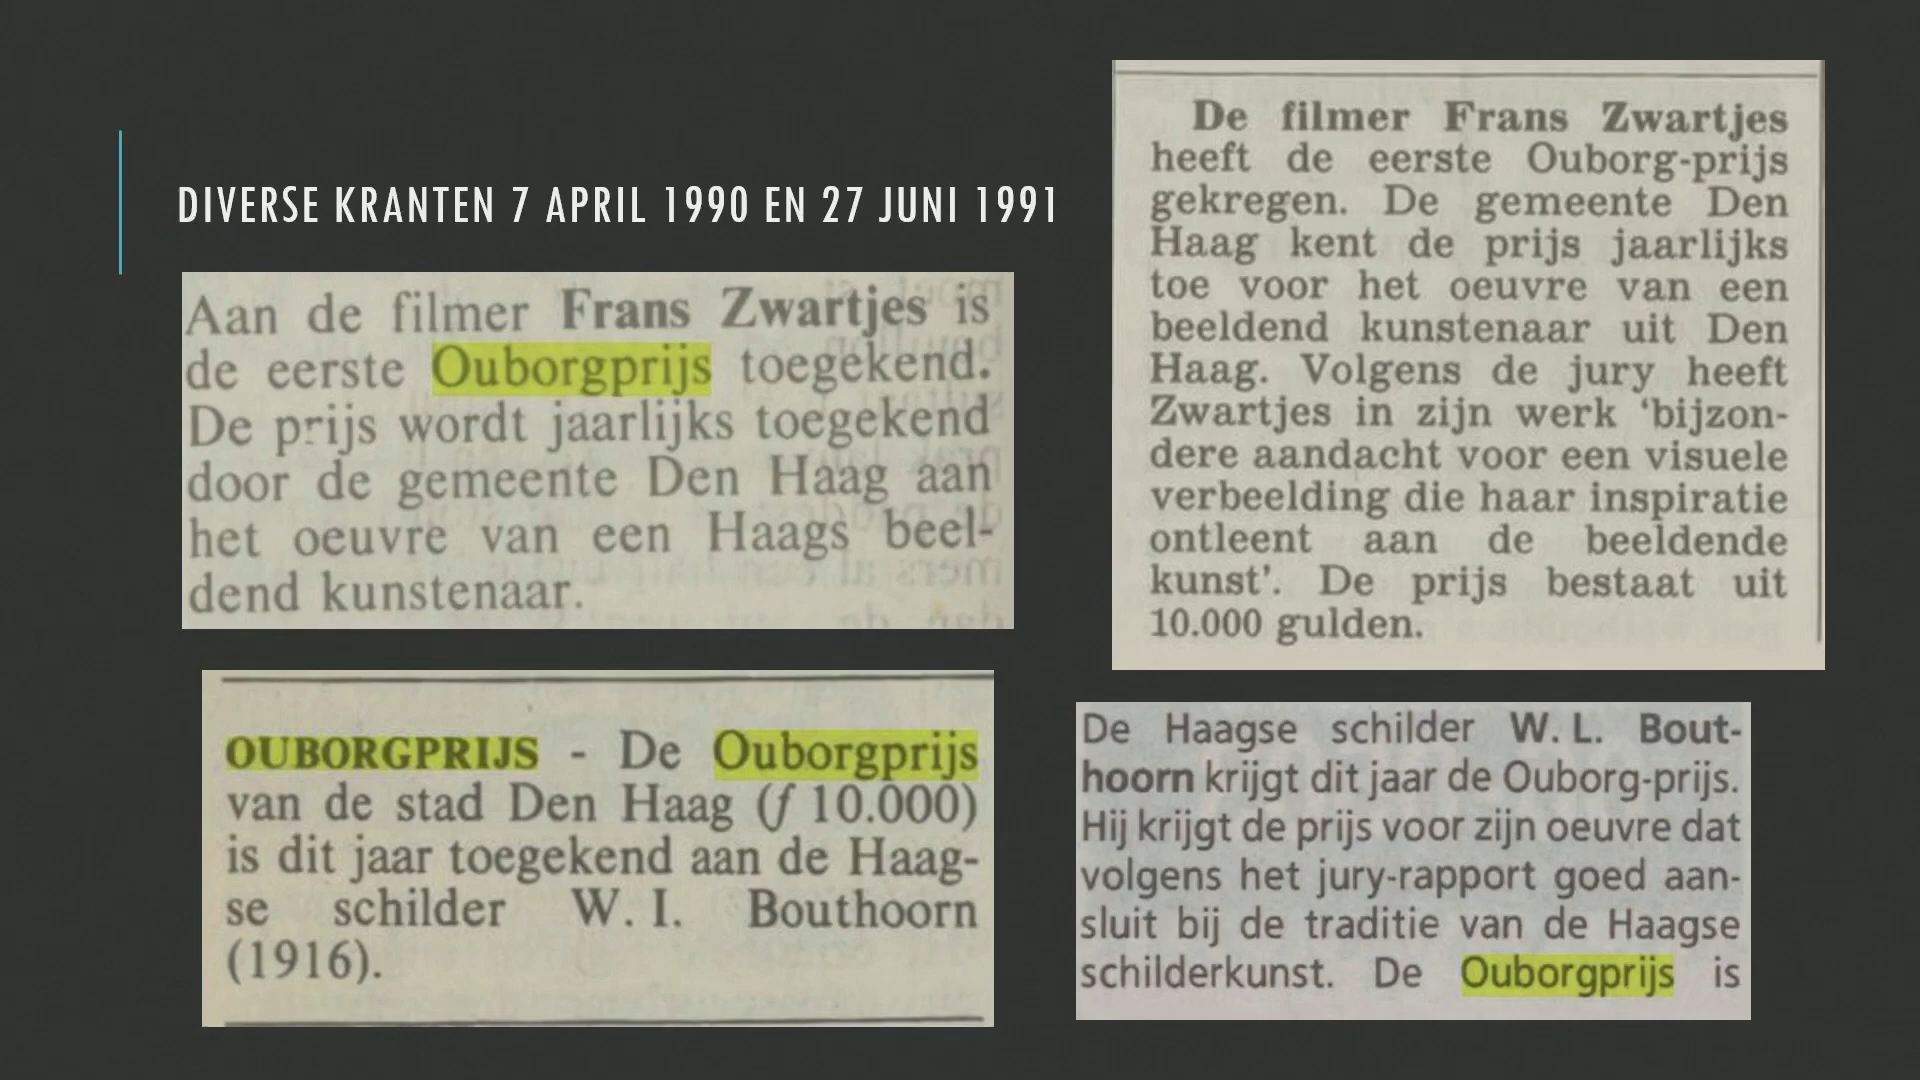 DIVERSE KRANTEN 7 APRIL 1990 EN 27 JUNI 1991
Aan de filmer Frans Zwartjes is
de eerste Ouborgprijs toegekend.
De prijs wordt jaarlijks toegekend
door de gemeente Den Haag aan
het oeuvre van een Haags beel-
dend kunstenaar.
De filmer Frans Zwartjes
heeft de eerste Ouborg-prijs
gekregen. De gemeente Den
Haag kent de prijs jaarlijks
toe voor het oeuvre van een
beeldend kunstenaar uit Den
Haag. Volgens de jury heeft
Zwartjes in zijn werk ‘bijzon-
dere aandacht voor een visuele
verbeelding die haar inspiratie
ontleent aan de beeldende
kunst’. De prijs bestaat uit
10.000 gulden.
OUBORGPRIJS - De Ouborgprijs
van de stad Den Haag (ƒ 10.000)
is dit jaar toegekend aan de Haag-
se schilder W. I. Bouthoorn
(1916).
De Haagse schilder W. L. Bout-
hoorn krijgt dit jaar de Ouborg-prijs.
Hij krijgt de prijs voor zijn oeuvre dat
volgens het jury-rapport goed aan-
sluit bij de traditie van de Haagse
schilderkunst. De Ouborgprijs is